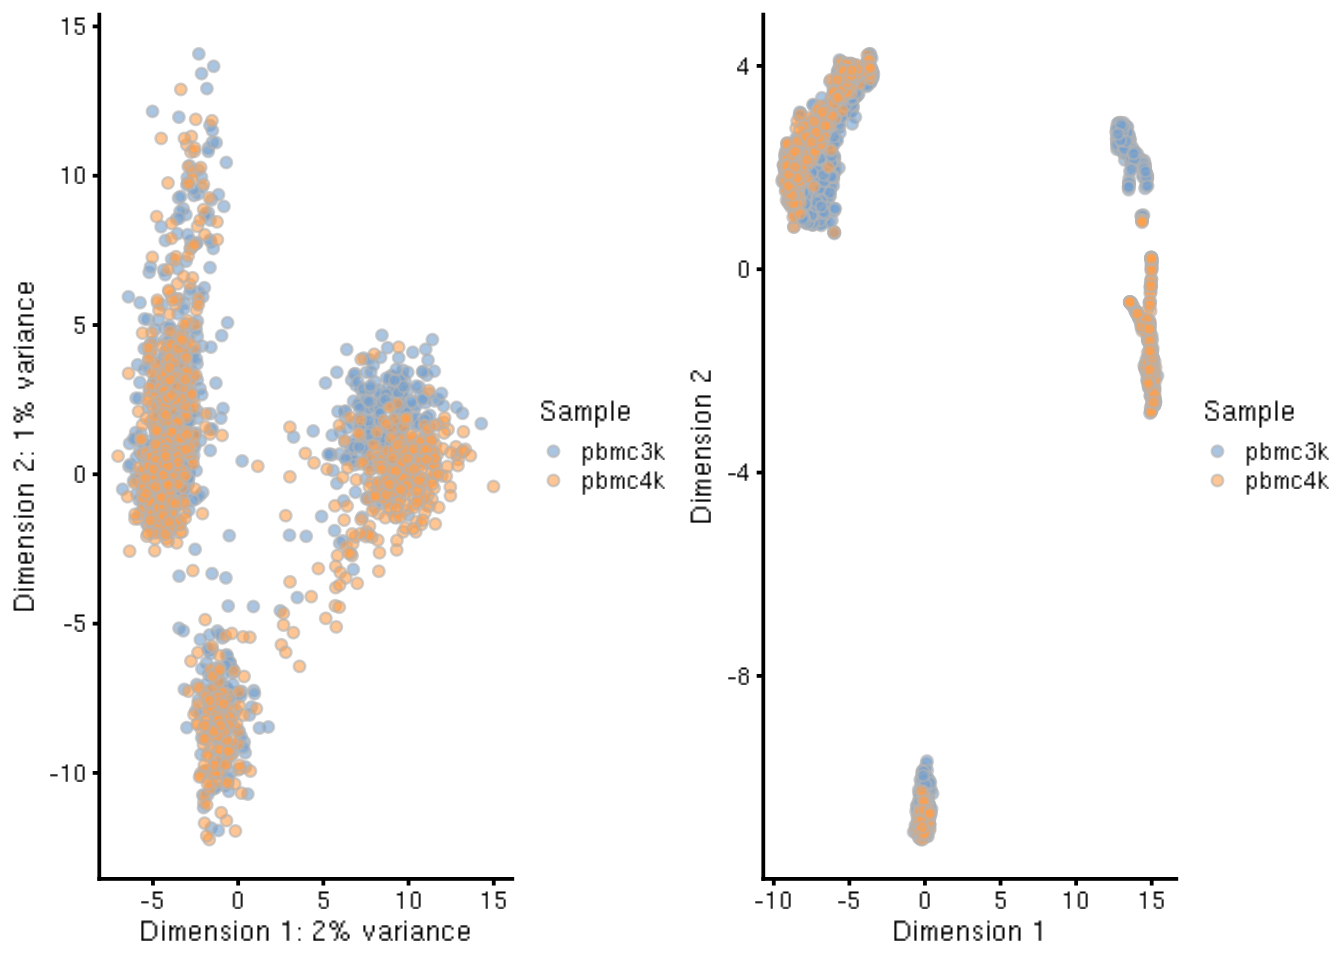 15
10
5
0
-5
-10
Dimension 2: 1% variance
-5 0 5 10 15
Dimension 1: 2% variance
Sample
pbmc3k
pbmc4k
4
0
-4
-8
Dimension 2
-10 -5 0 5 10 15
Dimension 1
Sample
pbmc3k
pbmc4k